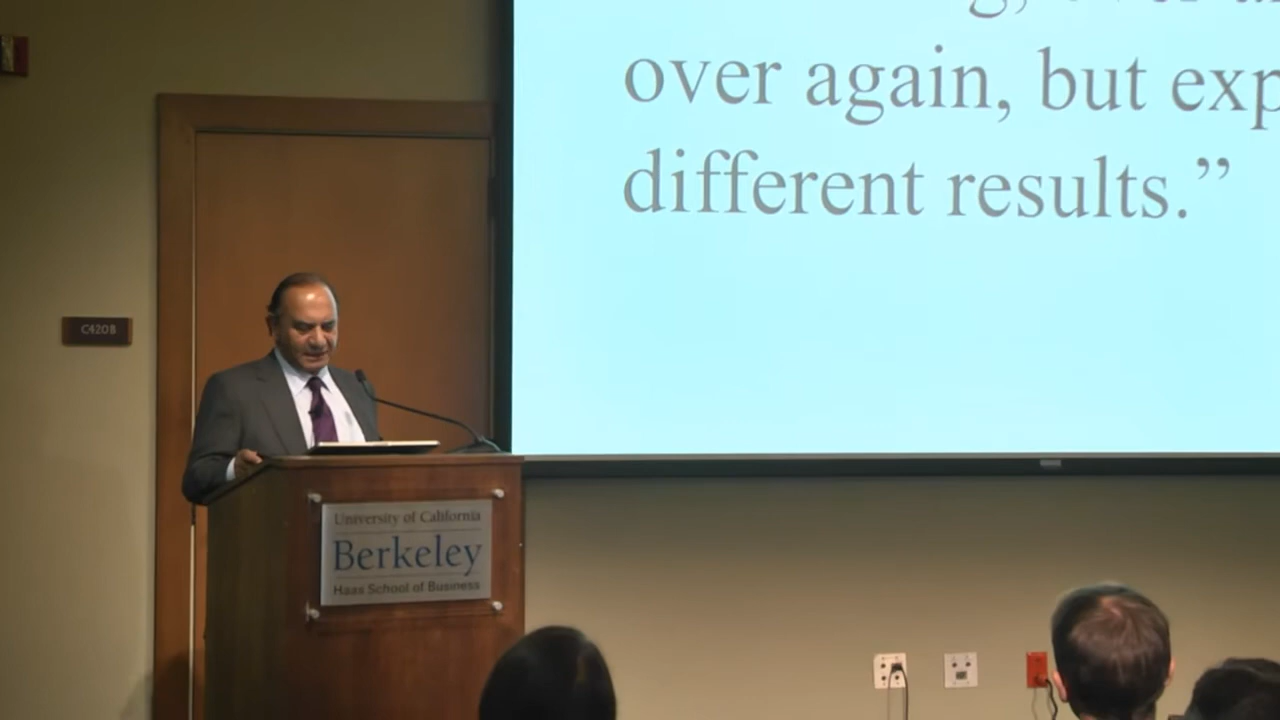 over again, but exp
different results.”
C420B
University of California
Berkeley
Haas School of Business